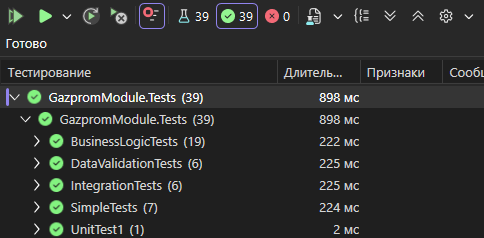 39 39 0
Готово
Тестирование Длитель... Признаки Сообщ
GazpromModule.Tests (39) 898 мс
GazpromModule.Tests (39) 898 мс
BusinessLogicTests (19) 222 мс
DataValidationTests (6) 225 мс
IntegrationTests (6) 225 мс
SimpleTests (7) 224 мс
UnitTest1 (1) 2 мс